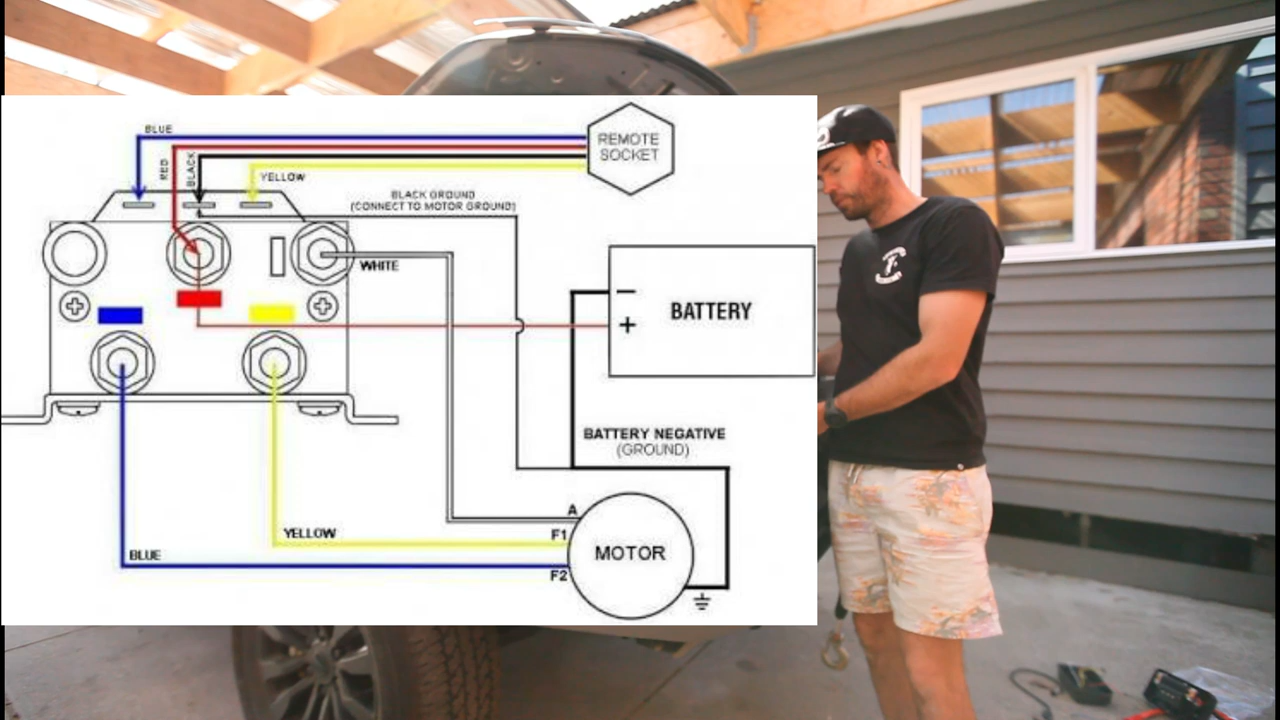 BLUE
RED
BLACK
YELLOW
REMOTE
SOCKET
BLACK GROUND
(CONNECT TO MOTOR GROUND)
WHITE
BATTERY
BATTERY NEGATIVE
(GROUND)
A
F1
F2
YELLOW
BLUE
MOTOR